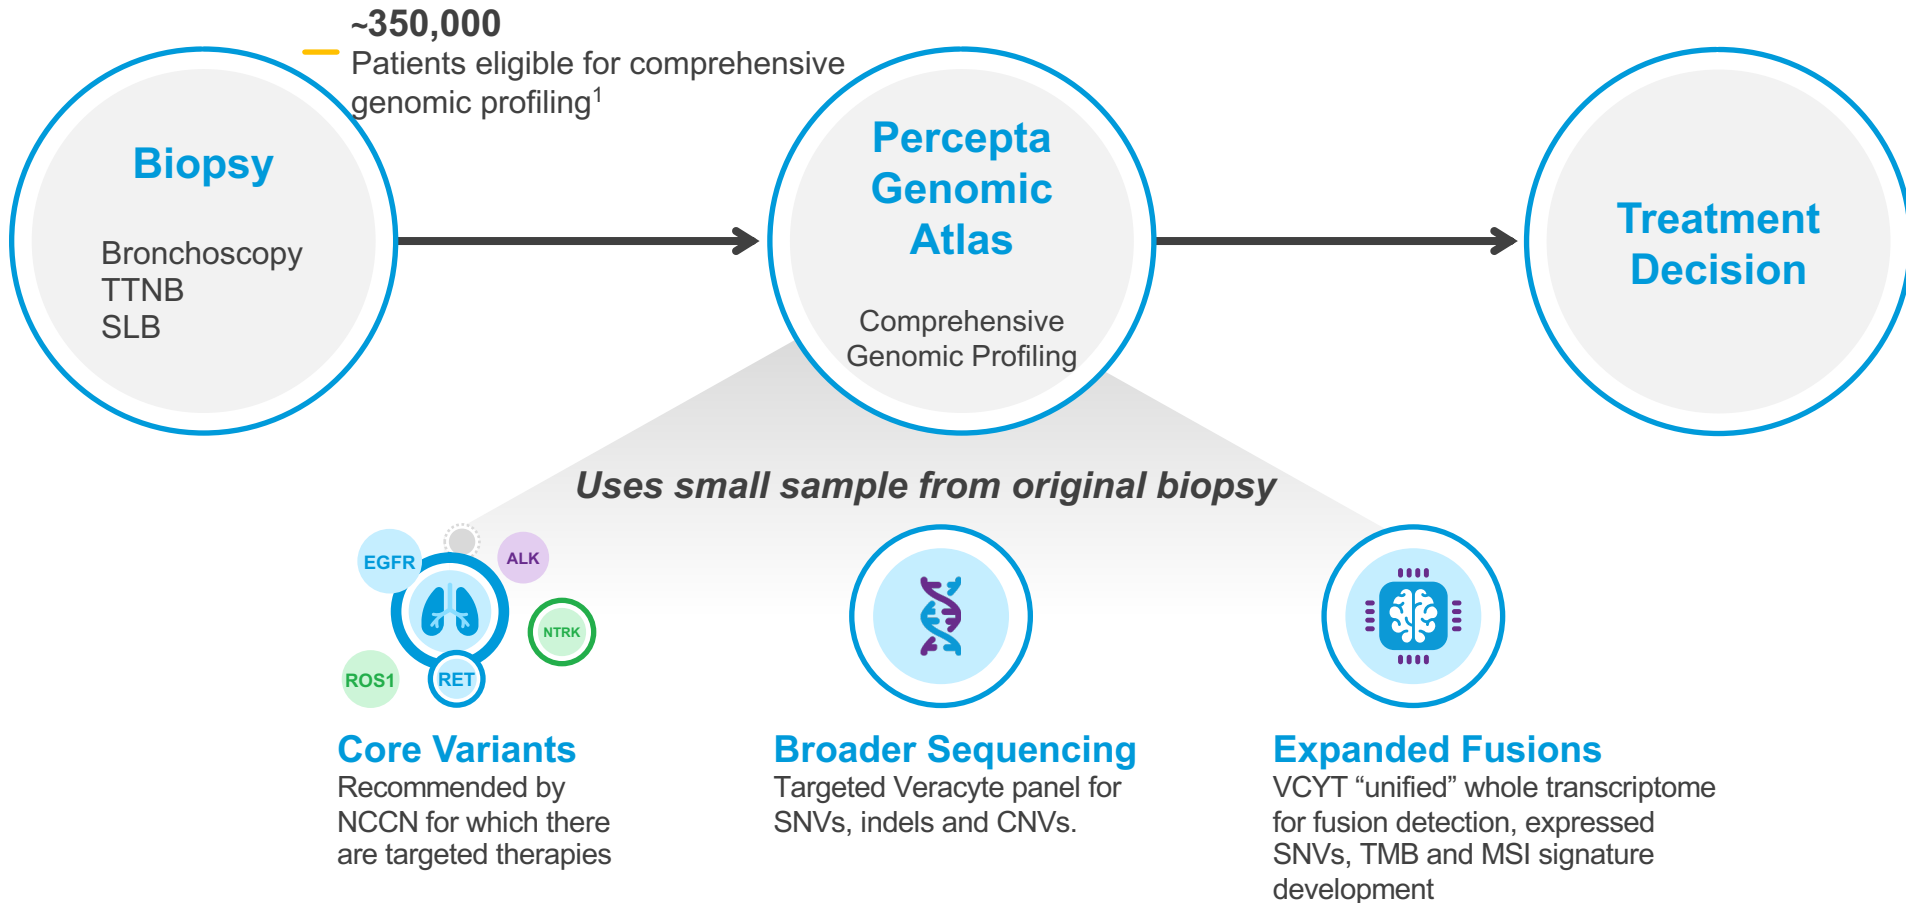 ~350,000
Patients eligible for comprehensive
genomic profiling1
Biopsy
Bronchoscopy
TTNB
SLB
Percepta
Genomic
Atlas
Comprehensive
Genomic Profiling
Treatment
Decision
Uses small sample from original biopsy
EGFR
ALK
NTRK
ROS1
RET
Core Variants
Recommended by
NCCN for which there
are targeted therapies
Broader Sequencing
Targeted Veracyte panel for
SNVs, indels and CNVs.
Expanded Fusions
VCYT “unified” whole transcriptome
for fusion detection, expressed
SNVs, TMB and MSI signature
development